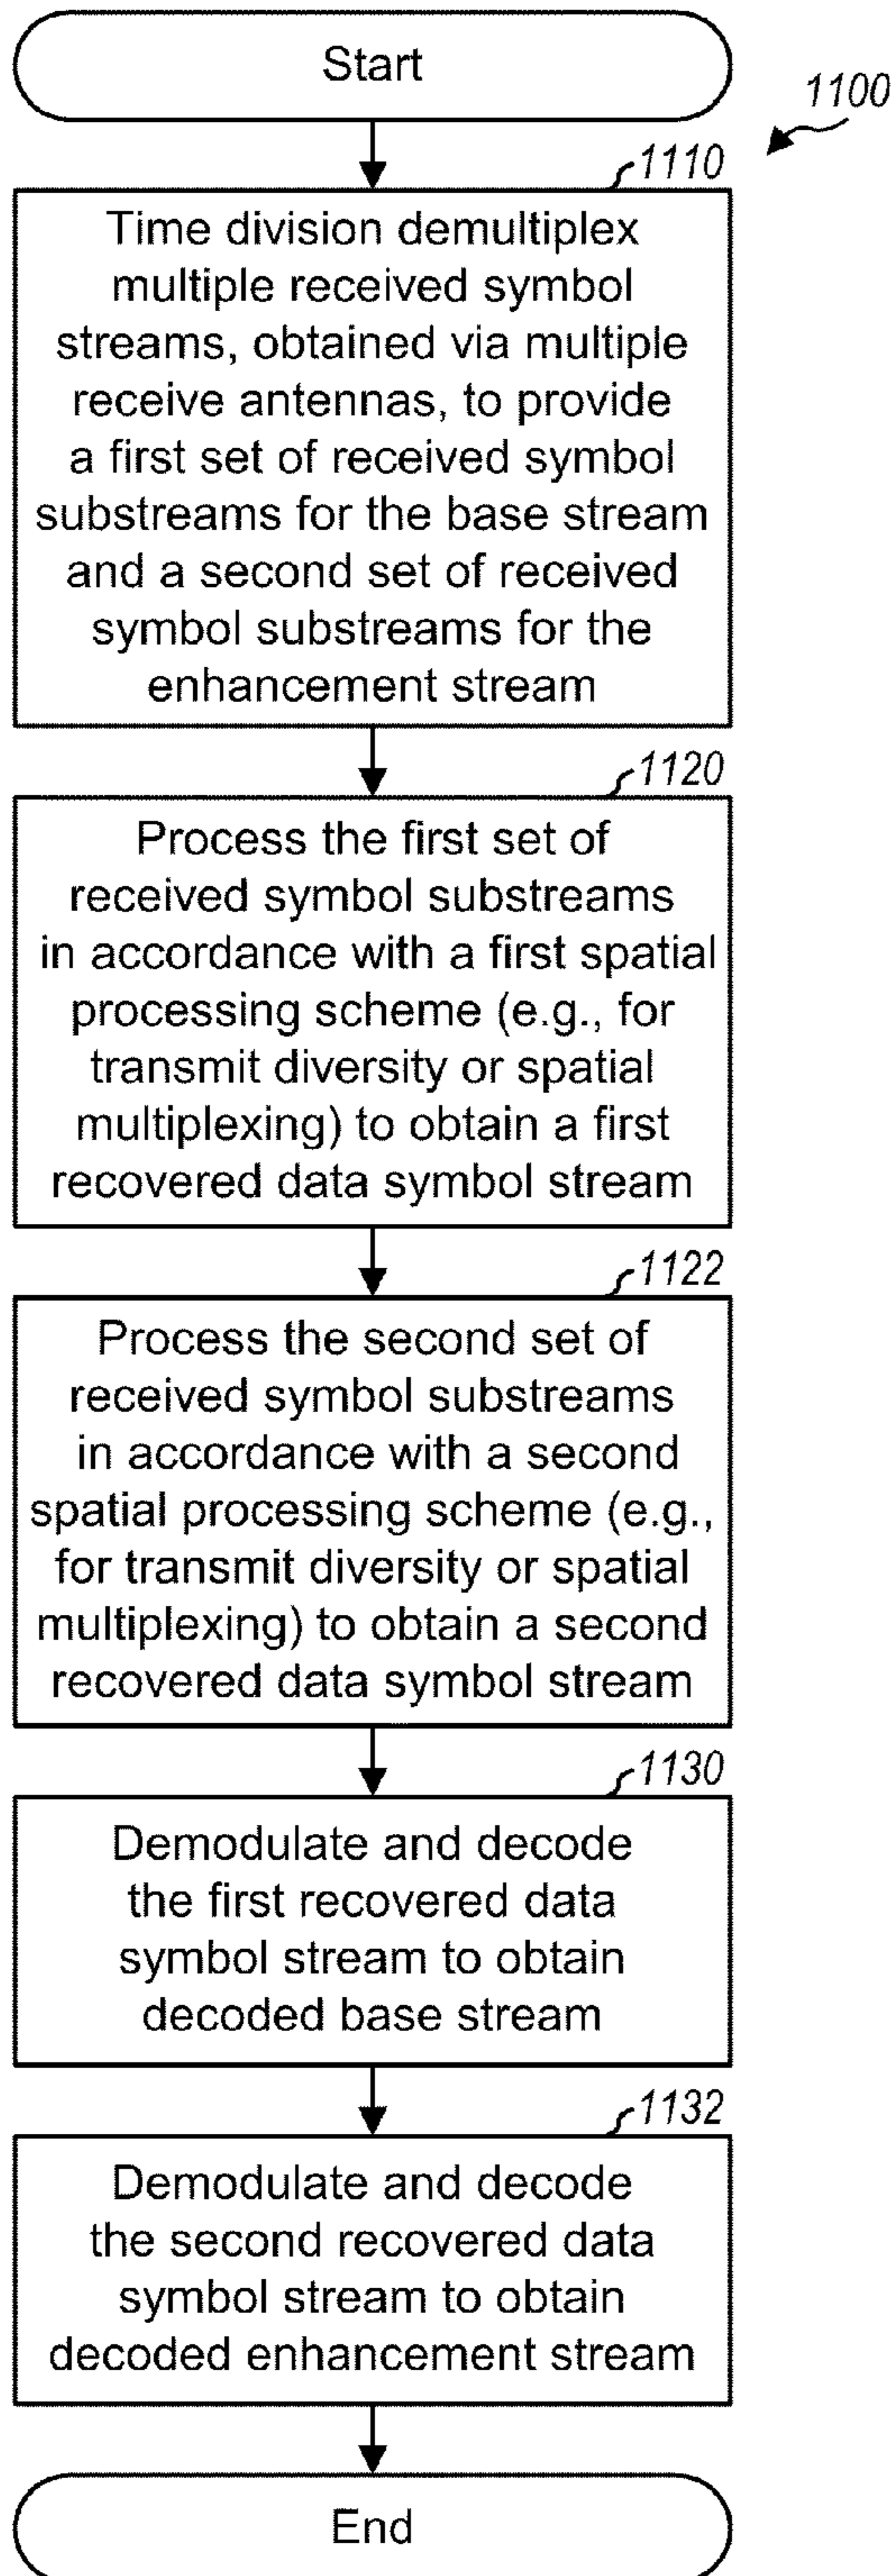 Start
1100
1110
Time division demultiplex
multiple received symbol
streams, obtained via multiple
receive antennas, to provide
a first set of received symbol
substreams for the base stream
and a second set of received
symbol substreams for the
enhancement stream
1120
Process the first set of
received symbol substreams
in accordance with a first spatial
processing scheme (e.g., for
transmit diversity or spatial
multiplexing) to obtain a first
recovered data symbol stream
1122
Process the second set of
received symbol substreams
in accordance with a second
spatial processing scheme (e.g.,
for transmit diversity or spatial
multiplexing) to obtain a second
recovered data symbol stream
1130
Demodulate and decode
the first recovered data
symbol stream to obtain
decoded base stream
1132
Demodulate and decode
the second recovered data
symbol stream to obtain
decoded enhancement stream
End